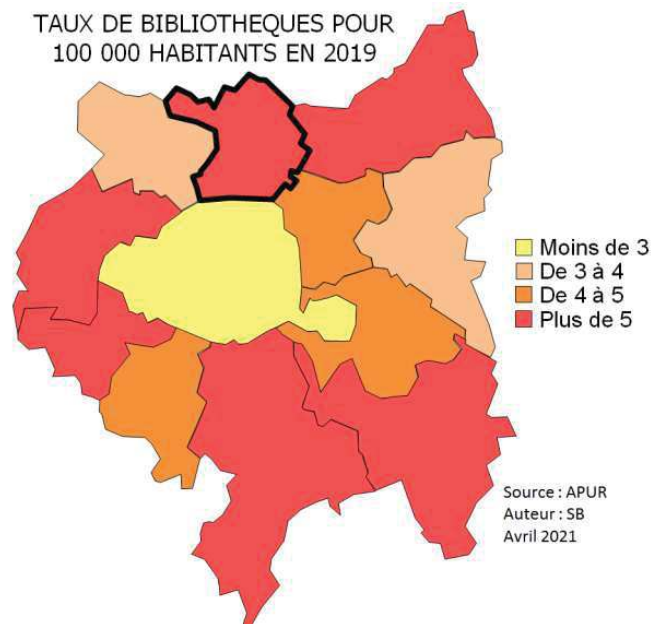 TAUX DE BIBLIOTHEQUES POUR
100 000 HABITANTS EN 2019
Moins de 3
De 3 à 4
De 4 à 5
Plus de 5
Source : APUR
Auteur : SB
Avril 2021